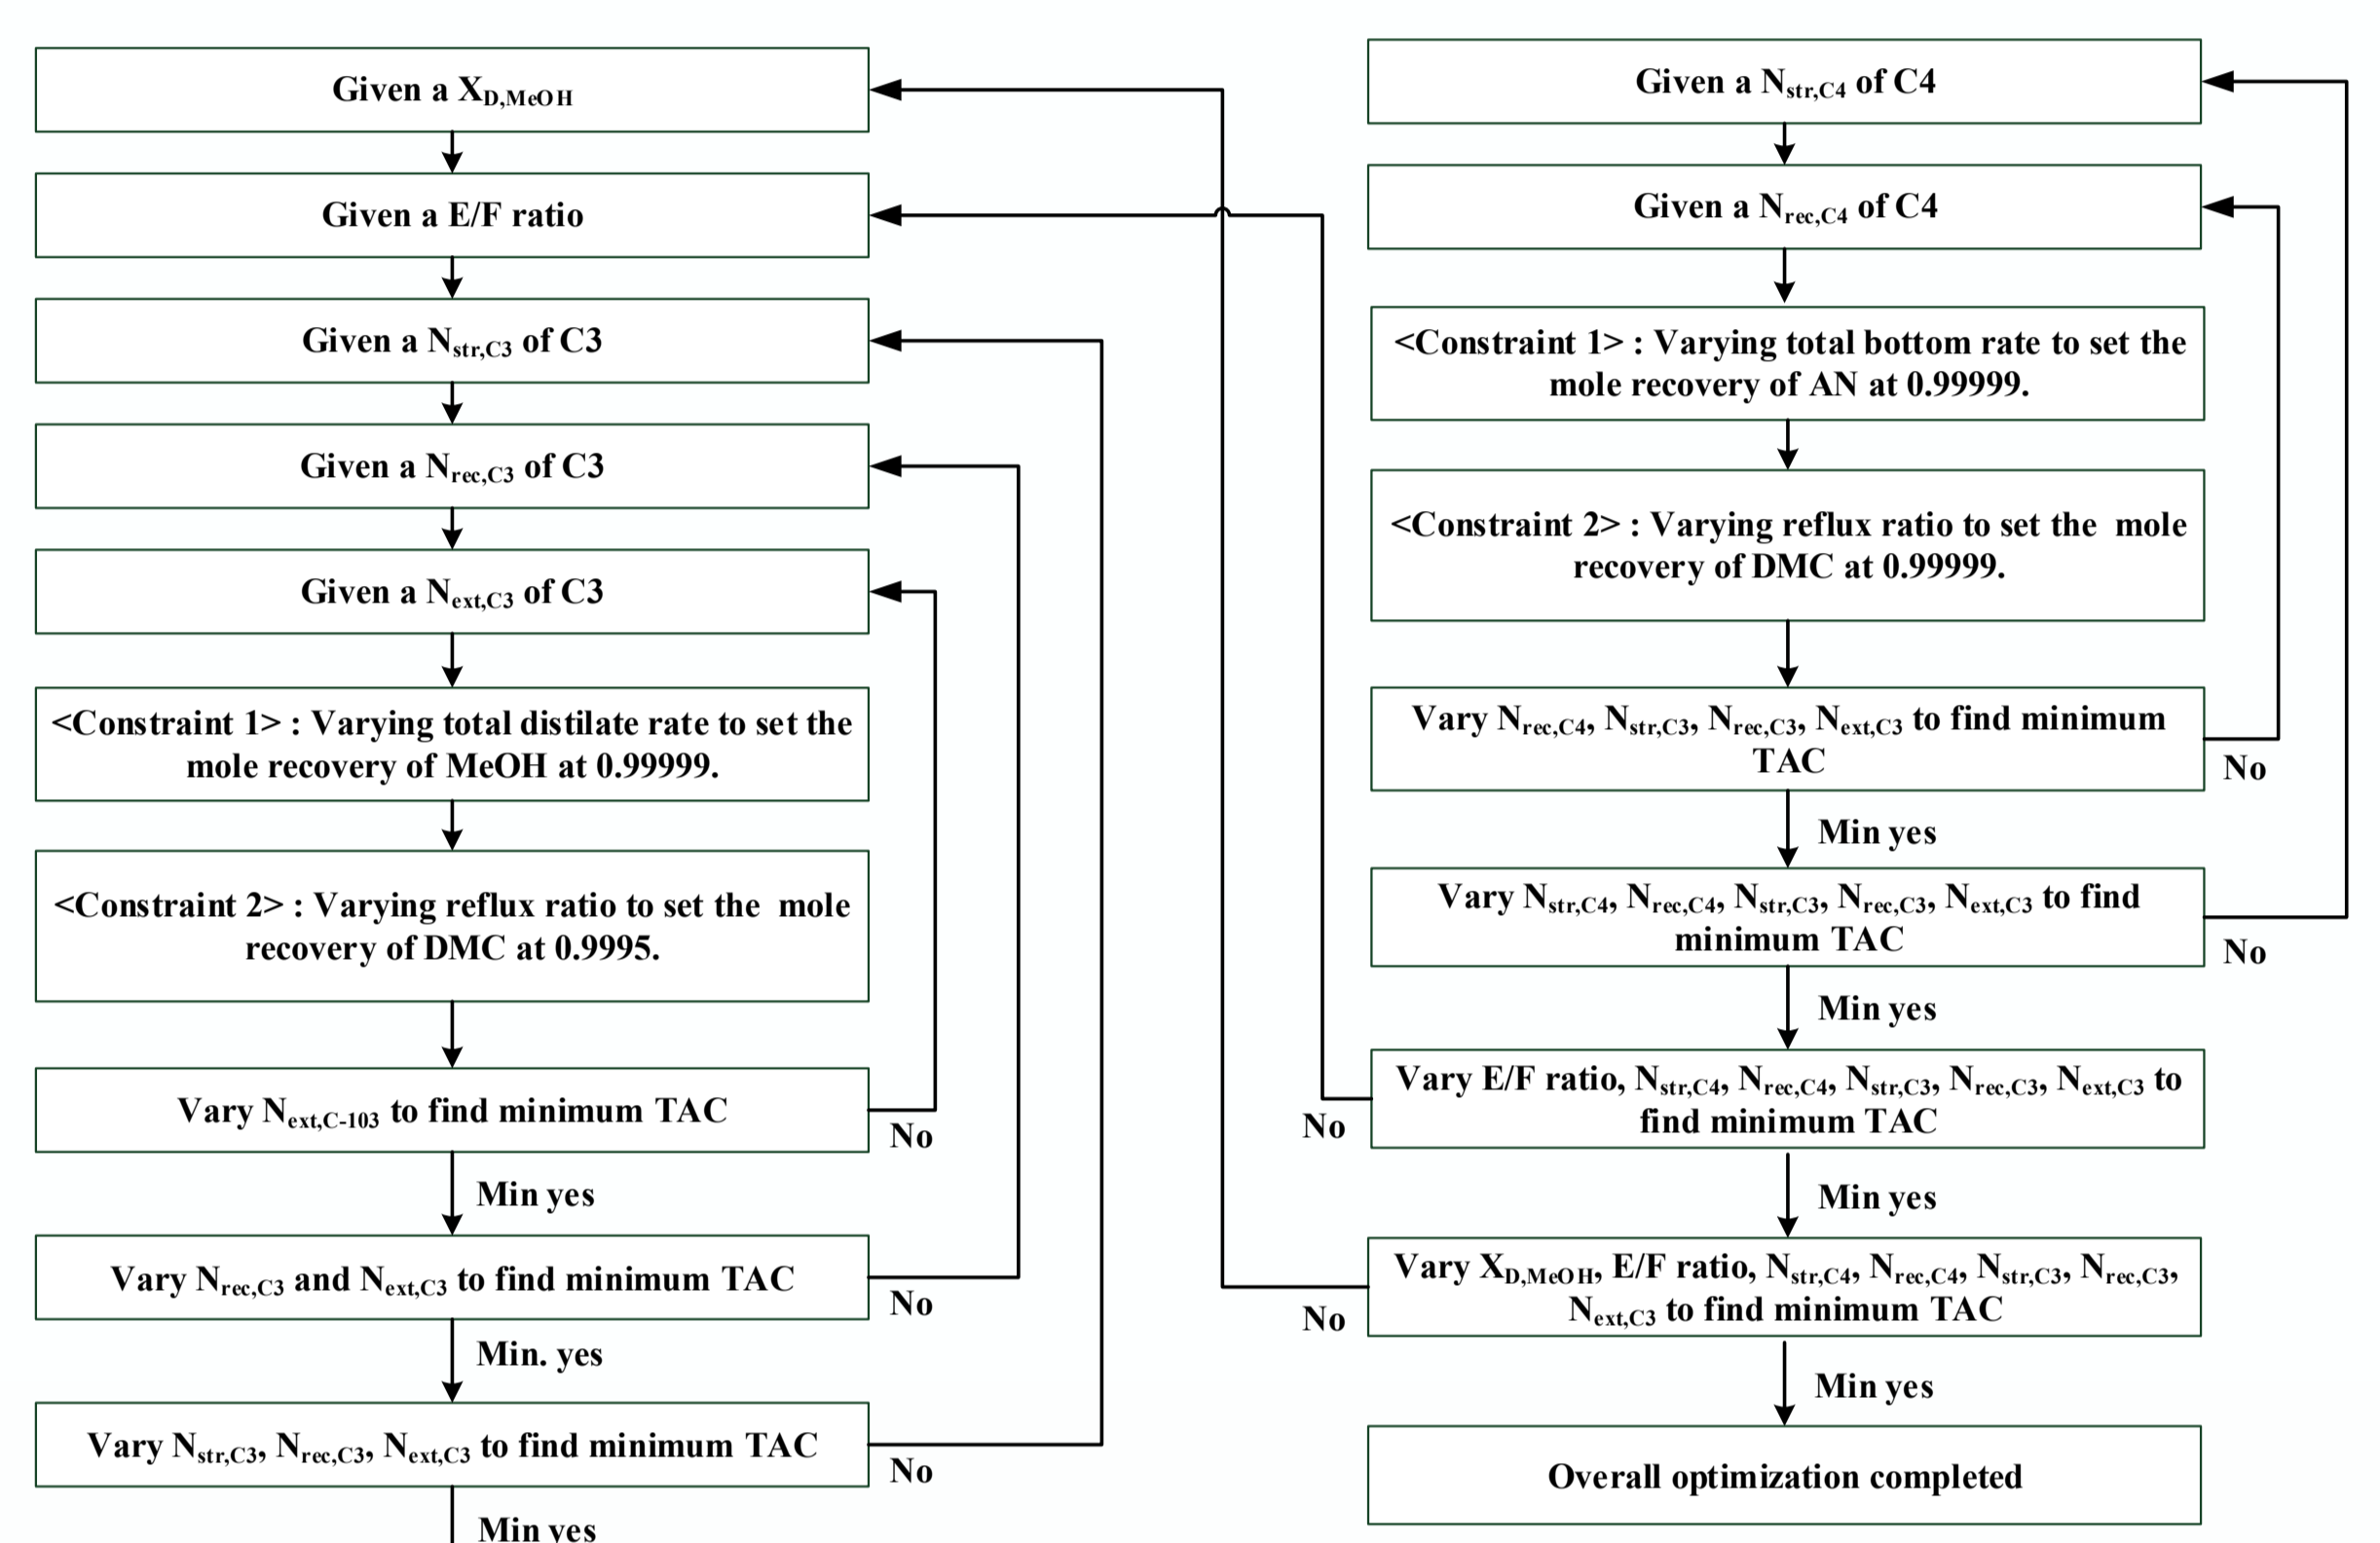 Given a X_D,MeOH
Given a E/F ratio
Given a N_str,C3 of C3
Given a N_rec,C3 of C3
Given a N_ext,C3 of C3
<Constraint 1> : Varying total distilate rate to set the
mole recovery of MeOH at 0.99999.
<Constraint 2> : Varying reflux ratio to set the mole
recovery of DMC at 0.9995.
Vary N_ext,C-103 to find minimum TAC
No
Min yes
Vary N_rec,C3 and N_ext,C3 to find minimum TAC
No
Min. yes
Vary N_str,C3, N_rec,C3, N_ext,C3 to find minimum TAC
No
Min yes
Given a N_str,C4 of C4
Given a N_rec,C4 of C4
<Constraint 1> : Varying total bottom rate to set the
mole recovery of AN at 0.99999.
<Constraint 2> : Varying reflux ratio to set the mole
recovery of DMC at 0.99999.
Vary N_rec,C4, N_str,C3, N_rec,C3, N_ext,C3 to find minimum
TAC
No
Min yes
Vary N_str,C4, N_rec,C4, N_str,C3, N_rec,C3, N_ext,C3 to find
minimum TAC
No
Min yes
Vary E/F ratio, N_str,C4, N_rec,C4, N_str,C3, N_rec,C3, N_ext,C3 to
find minimum TAC
No
Min yes
Vary X_D,MeOH, E/F ratio, N_str,C4, N_rec,C4, N_str,C3, N_rec,C3,
N_ext,C3 to find minimum TAC
No
Min yes
Overall optimization completed